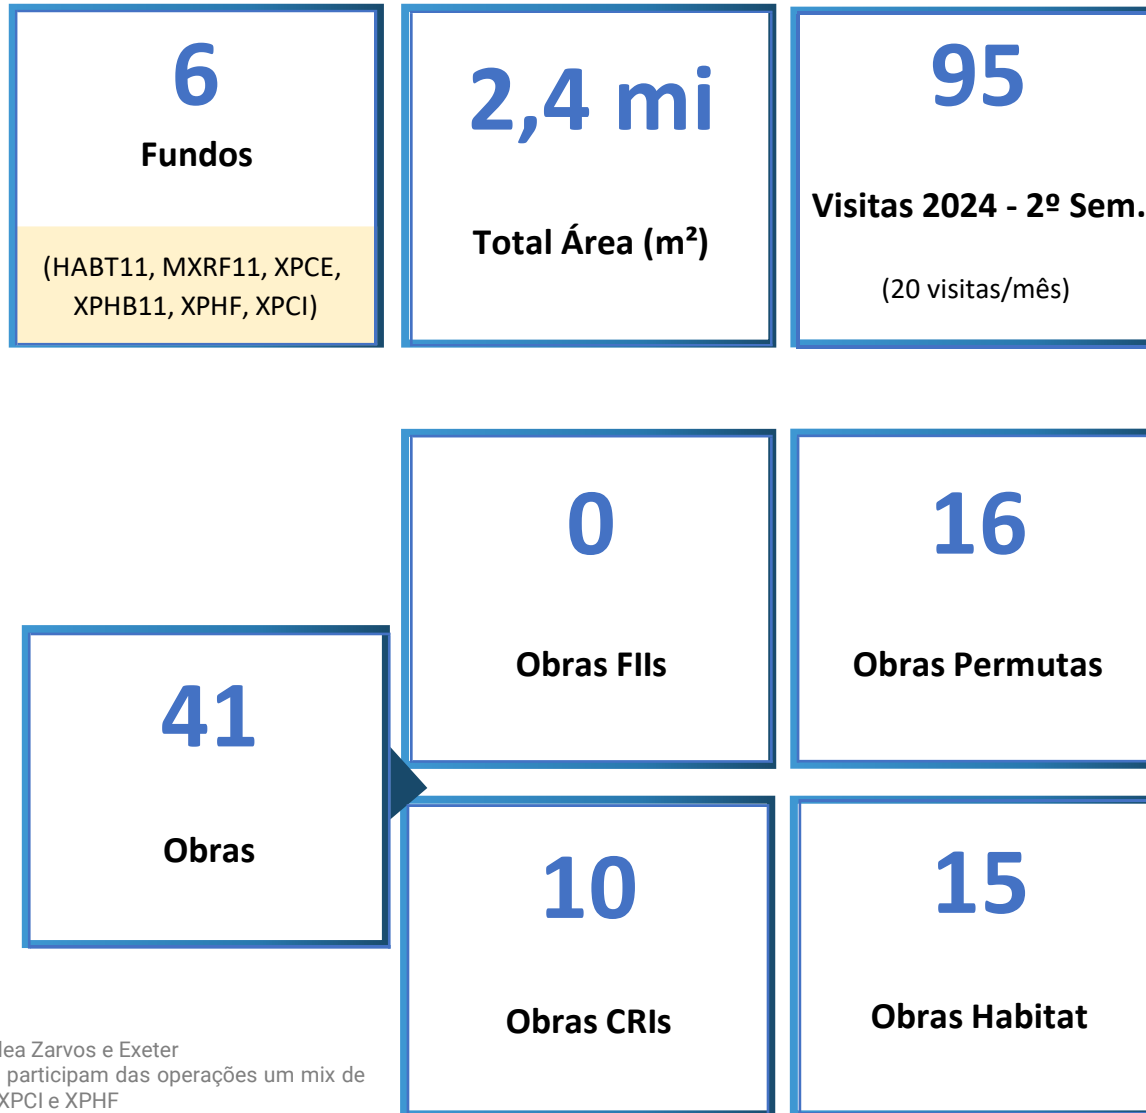 6
Fundos
(HABT11, MXRF11, XPCE,
XPHB11, XPHF, XPCI)
2,4 mi
Total Área (m²)
95
Visitas 2024 - 2º Sem.
(20 visitas/mês)
41
Obras
0
Obras FIIs
16
Obras Permutas
10
Obras CRIs
15
Obras Habitat
Zarvos e Exeter
participam das operações um mix de
XPCI e XPHF